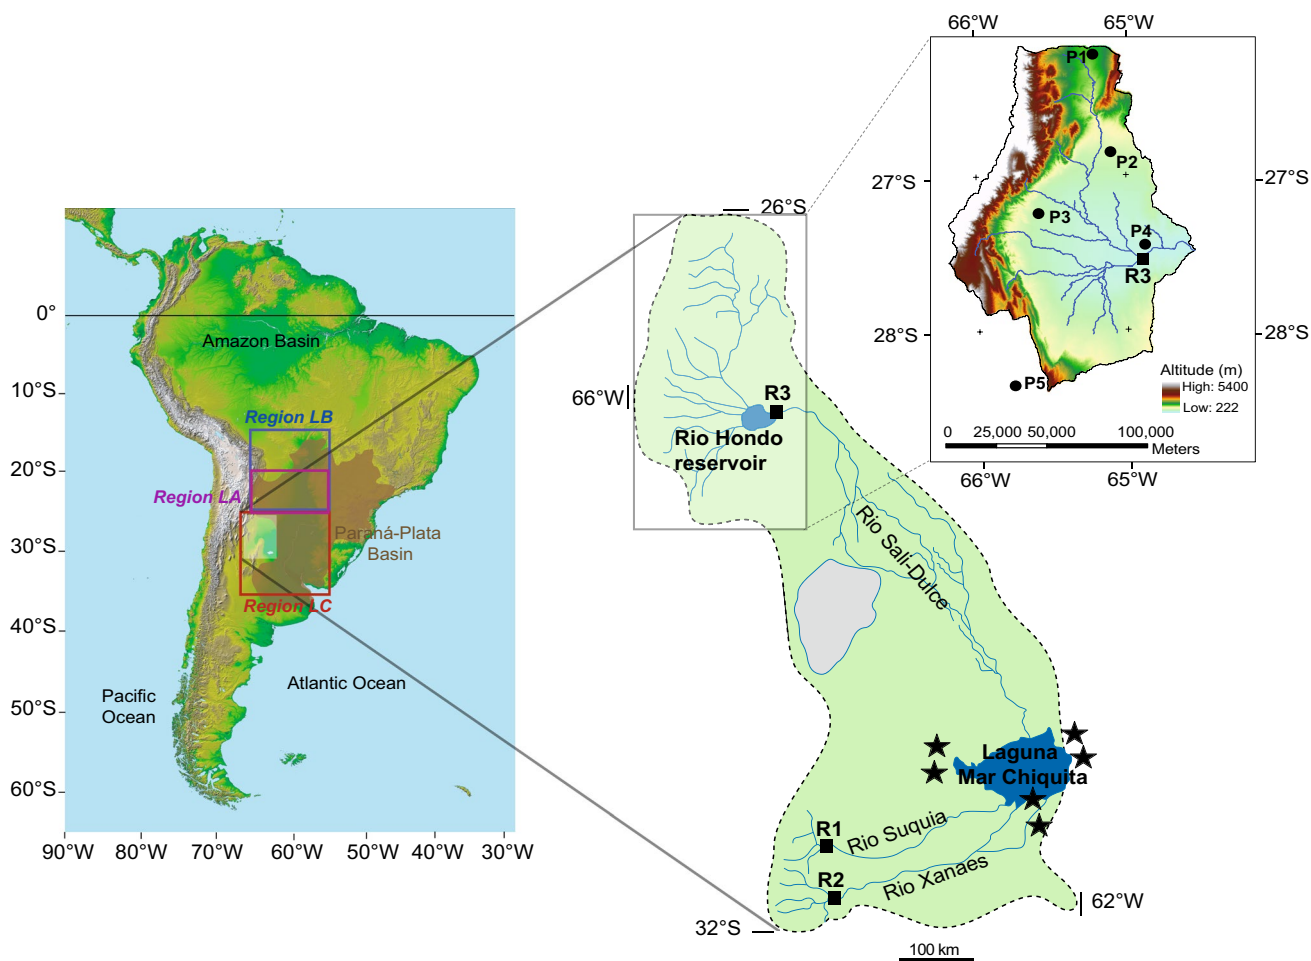 66°W
65°W
P1
P2
27°S
27°S
P3
P4
R3
28°S
28°S
P5
Altitude (m)
High: 5400
Low: 222
0
25,000
50,000
100,000
Meters
66°W
65°W
0°
10°S
20°S
30°S
40°S
50°S
60°S
90°W
80°W
70°W
60°W
50°W
40°W
30°W
Amazon Basin
Region LB
Region LA
Paraná-Plata
Basin
Region LC
Atlantic Ocean
Pacific
Ocean
26°S
66°W
R3
Rio Hondo
reservoir
Rio Sali-Dulce
Laguna
Mar Chiquita
R1
Rio Suquia
R2
Rio Xanaes
62°W
32°S
100 km